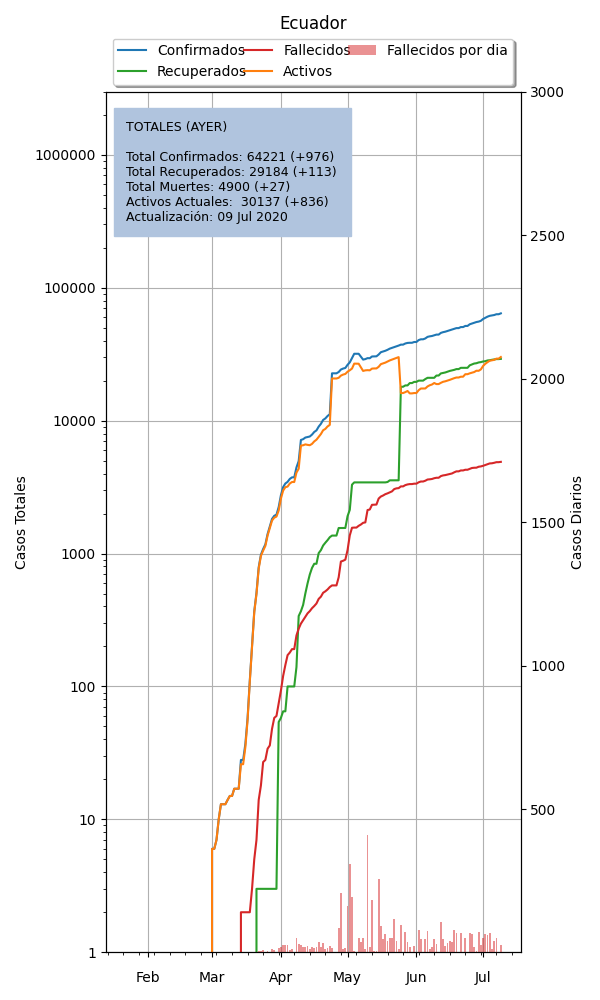 Ecuador
Confirmados
Recuperados
Fallecidos
Activos
Fallecidos por dia
TOTALES (AYER)
Total Confirmados: 64221 (+976)
Total Recuperados: 29184 (+113)
Total Muertes: 4900 (+27)
Activos Actuales:  30137 (+836)
Actualización: 09 Jul 2020
Casos Totales
1000000
100000
10000
1000
100
10
1
3000
2500
2000
1500
1000
500
Casos Diarios
Feb
Mar
Apr
May
Jun
Jul